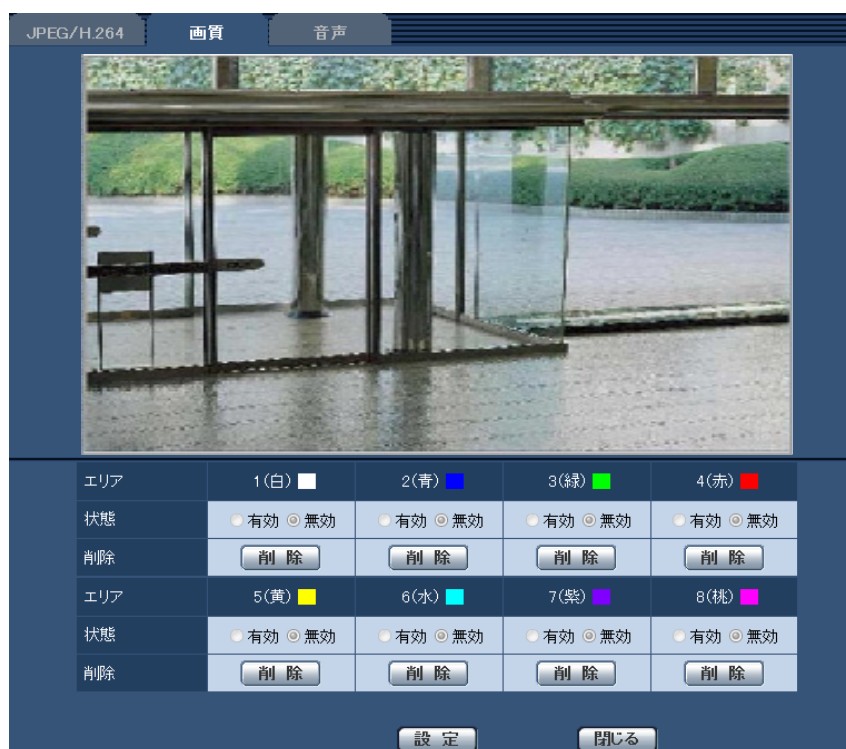 JPEG/H.264 画質 音声
エリア 1(白) 2(青) 3(緑) 4(赤)
状態 有効 無効 有効 無効 有効 無効 有効 無効
削除 削 除 削 除 削 除 削 除
エリア 5(黄) 6(水) 7(紫) 8(桃)
状態 有効 無効 有効 無効 有効 無効 有効 無効
削除 削 除 削 除 削 除 削 除
設 定 閉じる